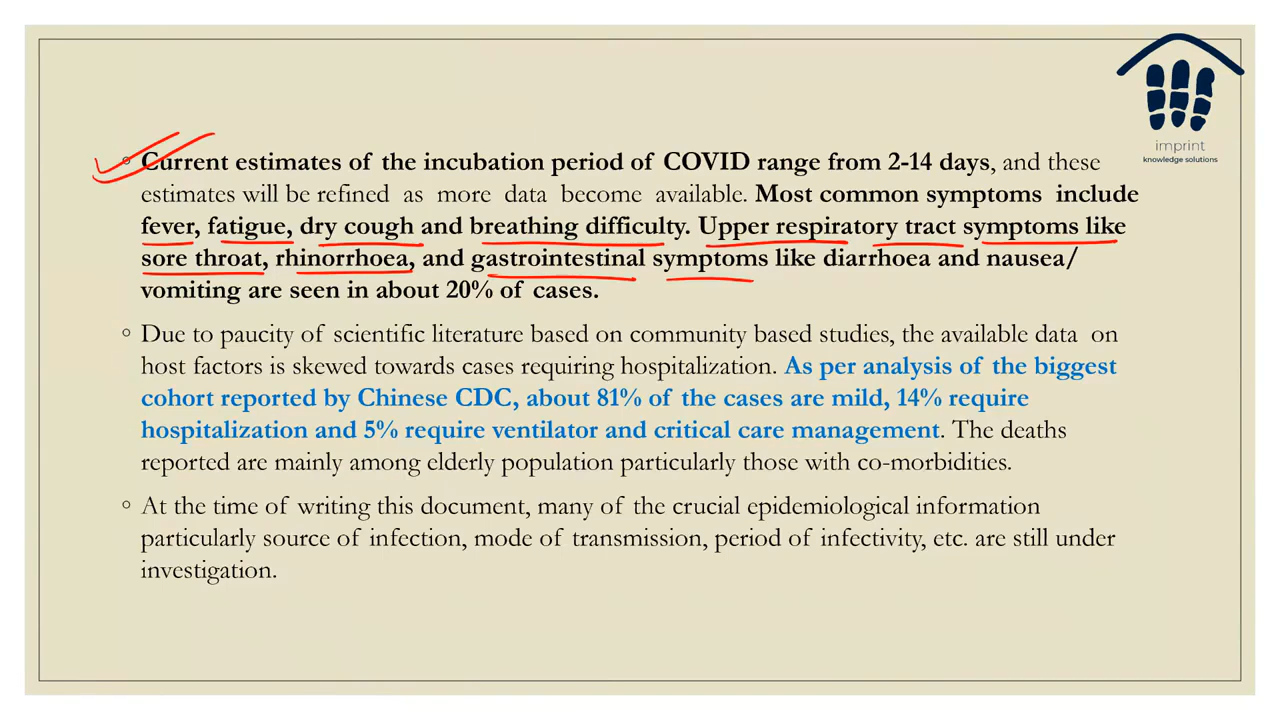 imprint
knowledge solutions
◦ Current estimates of the incubation period of COVID range from 2-14 days, and these
estimates will be refined as more data become available. Most common symptoms include
fever, fatigue, dry cough and breathing difficulty. Upper respiratory tract symptoms like
sore throat, rhinorrhoea, and gastrointestinal symptoms like diarrhoea and nausea/
vomiting are seen in about 20% of cases.
◦ Due to paucity of scientific literature based on community based studies, the available data on
host factors is skewed towards cases requiring hospitalization. As per analysis of the biggest
cohort reported by Chinese CDC, about 81% of the cases are mild, 14% require
hospitalization and 5% require ventilator and critical care management. The deaths
reported are mainly among elderly population particularly those with co-morbidities.
◦ At the time of writing this document, many of the crucial epidemiological information
particularly source of infection, mode of transmission, period of infectivity, etc. are still under
investigation.